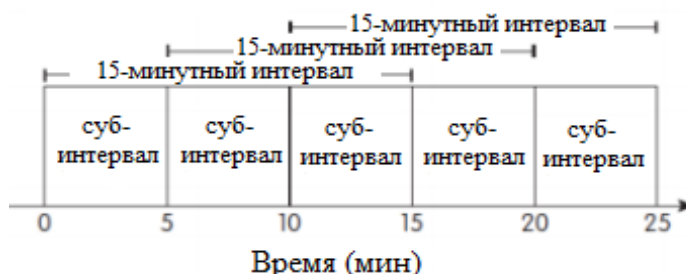 15-минутный интервал
15-минутный интервал
15-минутный интервал
суб- суб- суб- суб- суб-
интервал интервал интервал интервал интервал
0 5 10 15 20 25
Время (мин)